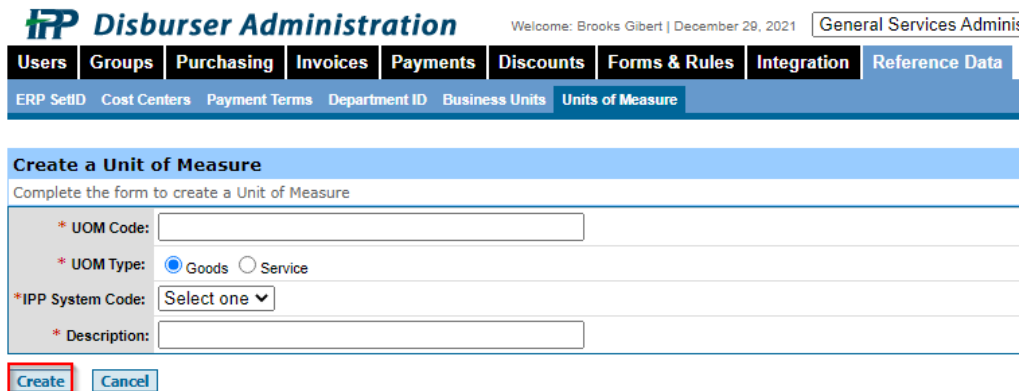 IPP Disburser Administration Welcome: Brooks Gibert | December 29, 2021 General Services Adminis
Users Groups Purchasing Invoices Payments Discounts Forms & Rules Integration Reference Data
ERP SetID Cost Centers Payment Terms Department ID Business Units Units of Measure
Create a Unit of Measure
Complete the form to create a Unit of Measure
* UOM Code:
* UOM Type: Goods Service
*IPP System Code: Select one
* Description:
Create Cancel